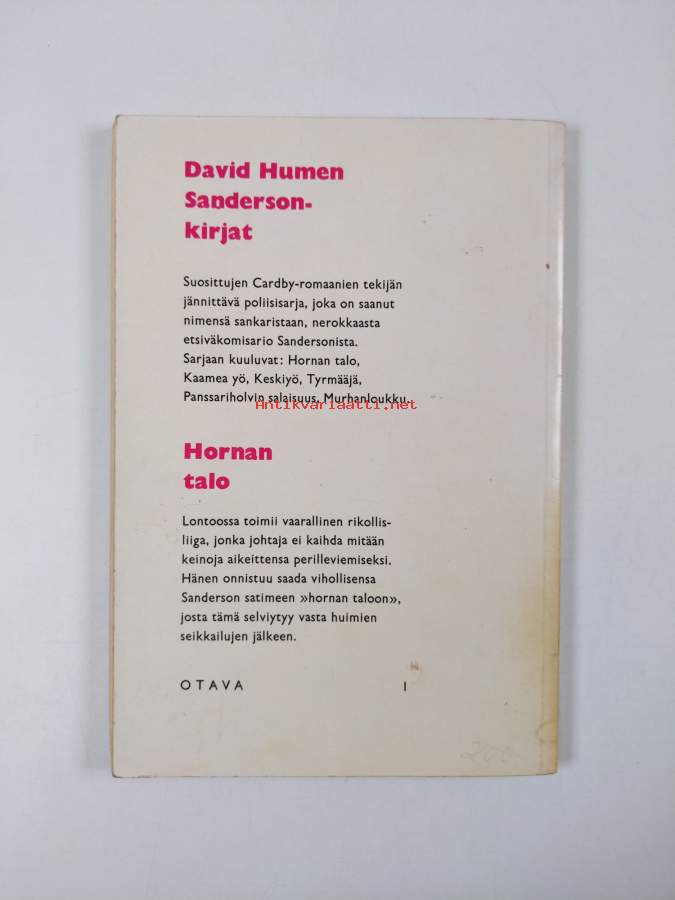 David Humen
Sanderson-
kirjat
Suosittujen Cardby-romaanien tekijän
jännittävä poliisisarja, joka on saanut
nimensä sankaristaan, nerokkaasta
etsiväkomisario Sandersonista.
Sarjaan kuuluvat: Hornan talo,
Kaamea yö, Keskiyö, Tyrmääjä,
Panssariholvin salaisuus, Murhanloukku.
Antikvariaatti.net
Hornan
talo
Lontoossa toimii vaarallinen rikollis-
liiga, jonka johtaja ei kaihda mitään
keinoja aikeittensa perilleviemiseksi.
Hänen onnistuu saada vihollisensa
Sanderson satimeen »hornan taloon»,
josta tämä selviytyy vasta huimien
seikkailujen jälkeen.
OTAVA 1
200